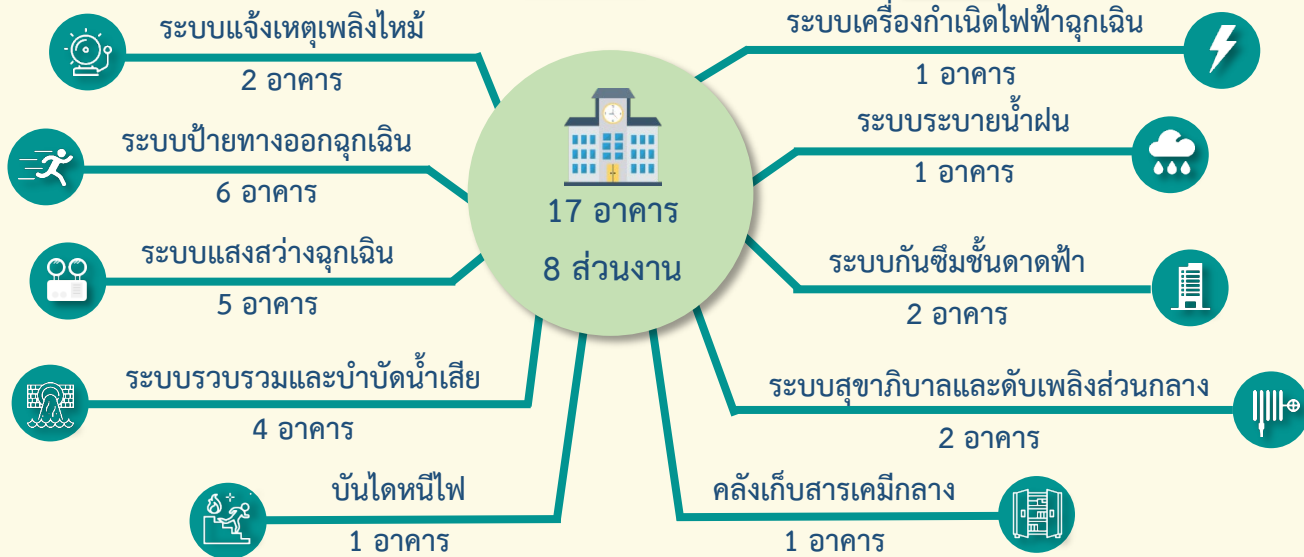 ระบบแจ้งเหตุเพลิงไหม้
2 อาคาร
ระบบป้ายทางออกฉุกเฉิน
6 อาคาร
ระบบแสงสว่างฉุกเฉิน
5 อาคาร
ระบบรวบรวมและบำบัดน้ำเสีย
4 อาคาร
บันไดหนีไฟ
1 อาคาร
17 อาคาร
8 ส่วนงาน
ระบบเครื่องกำเนิดไฟฟ้าฉุกเฉิน
1 อาคาร
ระบบระบายน้ำฝน
1 อาคาร
ระบบกันซึมชั้นดาดฟ้า
2 อาคาร
ระบบสุขาภิบาลและดับเพลิงส่วนกลาง
2 อาคาร
คลังเก็บสารเคมีกลาง
1 อาคาร